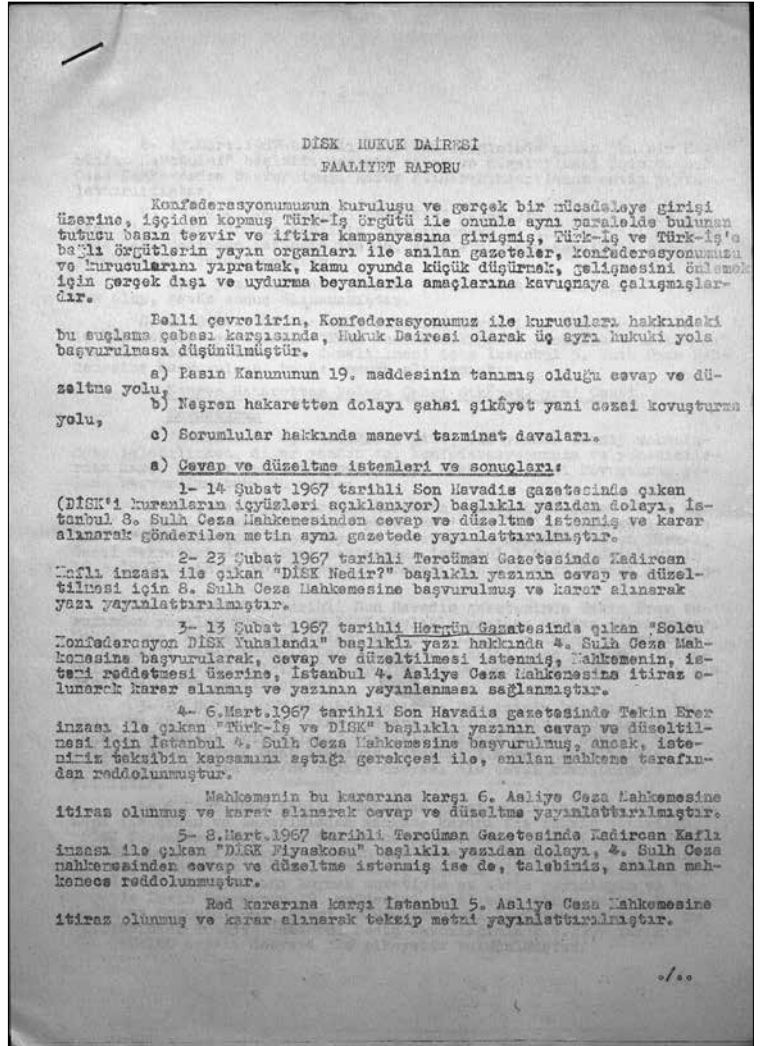 DİSK HUKUK DAİRESİ
FAALİYET RAPORU
Konfederasyonumuzun kuruluşu ve gerçek bir mücadeleye girişi
üzerine, işçiden kopmuş Türk-İş örgütü ile onunla aynı paralelde bulunan
tutucu basın tezvir ve iftira kampanyasına girişmiş, Türk-İş ve Türk-İş'e
bağlı örgütlerin yayın organları ile anılan gazeteler, konfederasyonumuzu
ve kurucularını yıpratmak, kamu oyunda küçük düşürmek, gelişmesini önlemek
için gerçek dışı ve uydurma beyanlarla amaçlarına kavuşmaya çalışmışlar-
dır.
Belli çevrelirin, Konfederasyonumuz ile kurucuları hakkındaki
bu suçlama çabası karşısında, Hukuk Dairesi olarak üç ayrı hukuki yola
başvurulması düşünülmüştür.
a) Basın Kanununun 19. maddesinin tanımış olduğu cevap ve dü-
zeltme yolu,
b) Neşren hakaretten dolayı şahsi şikâyet yani cezai kovuşturma
yolu,
c) Sorumlular hakkında manevi tazminat davaları.
a) Cevap ve düzeltme istemleri ve sonuçları:
1- 14 Şubat 1967 tarihli Son Havadis gazetesinde çıkan
(DİSK'i kuranların içyüzleri açıklanıyor) başlıklı yazıdan dolayı, İs-
tanbul 8. Sulh Ceza Mahkemesinden cevap ve düzeltme istenmiş ve karar
alınarak gönderilen metin aynı gazetede yayınlattırılmıştır.
2- 23 Şubat 1967 tarihli Tercüman Gazetesinde Kadircan
Kaflı inzası ile çıkan "DİSK Nedir?" başlıklı yazının cevap ve düzel-
tilmesi için 8. Sulh Ceza Mahkemesine başvurulmuş ve karar alınarak
yazı yayınlattırılmıştır.
3- 13 Şubat 1967 tarihli Hergün Gazatesinda çıkan "Solcu
Konfederasyon DİSK Yuhalandı" başlıklı yazı hakkında 4. Sulh Ceza Mah-
kemesine başvurularak, cevap ve düzeltilmesi istenmiş, Mahkemenin, is-
temi reddetmesi üzerine, İstanbul 4. Asliye Ceza Mahkemesine itiraz o-
lunarak karar alınmış ve yazının yayınlanması sağlanmıştır.
4- 6.Mart.1967 tarihli Son Havadis gazetesinde Tekin Erer
inzası ile çıkan "Türk-İş ve DİSK" başlıklı yazının cevap ve düzeltil-
mesi için İstanbul 4. Sulh Ceza Mahkemesine başvurulmuş, ancak, iste-
nimiz tekzibin kapsamını aştığı gerekçesi ile, anılan mahkeme tarafın-
dan reddolunmuştur.
Mahkemenin bu kararına karşı 6. Asliye Ceza Mahkemesine
itiraz olunmuş ve karar alınarak cevap ve düzeltme yayınlattırılmıştır.
5- 8.Mart.1967 tarihli Tercüman Gazetesinde Kadircan Kaflı
inzası ile çıkan "DİSK Fiyaskosu" başlıklı yazıdan dolayı, 4. Sulh Ceza
mahkemesinden cevap ve düzeltme istenmiş ise de, talebiniz, anılan mah-
kemece reddolunmuştur.
Red kararına karşı İstanbul 5. Asliye Ceza Mahkemesine
itiraz olunmuş ve karar alınarak tekzip metni yayınlattırılmıştır.
./..